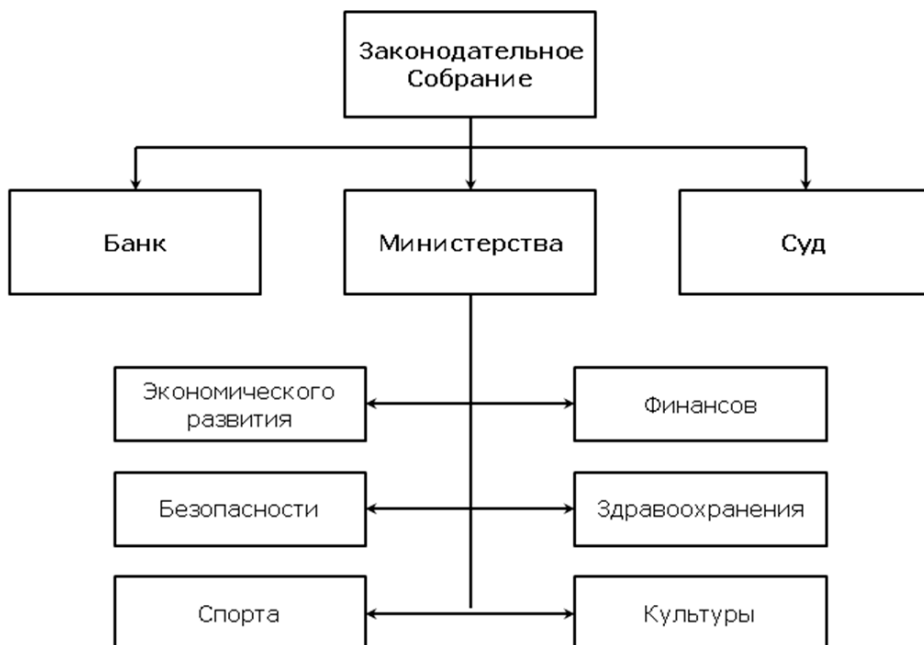 Законодательное
Собрание
Банк
Министерства
Суд
Экономического
развития
Финансов
Безопасности
Здравоохранения
Спорта
Культуры